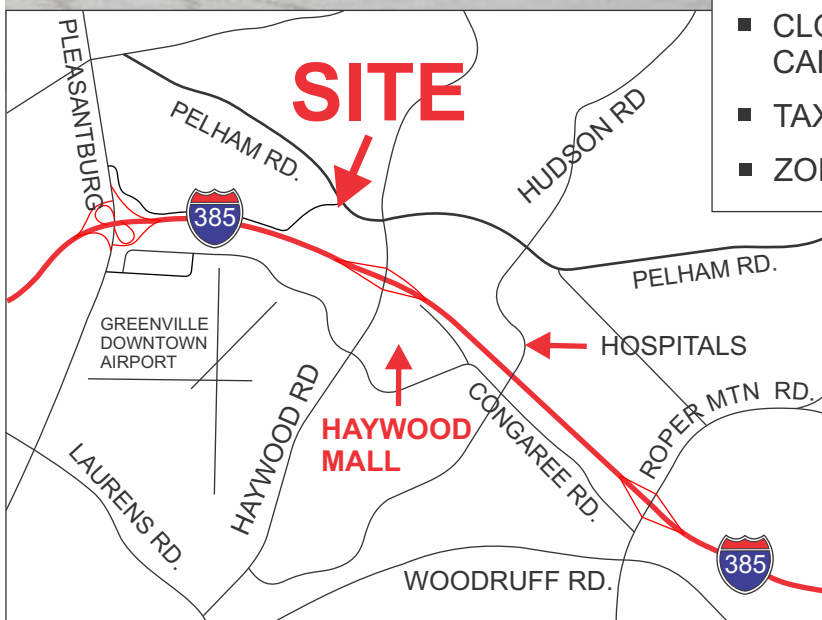 PLEASANTBURG
PELHAM RD.
SITE
HUDSON RD
385
PELHAM RD.
GREENVILLE
DOWNTOWN
AIRPORT
HOSPITALS
HAYWOOD RD
HAYWOOD
MALL
CONGAREE RD.
ROPER MTN RD.
LAURENS RD.
WOODRUFF RD.
385